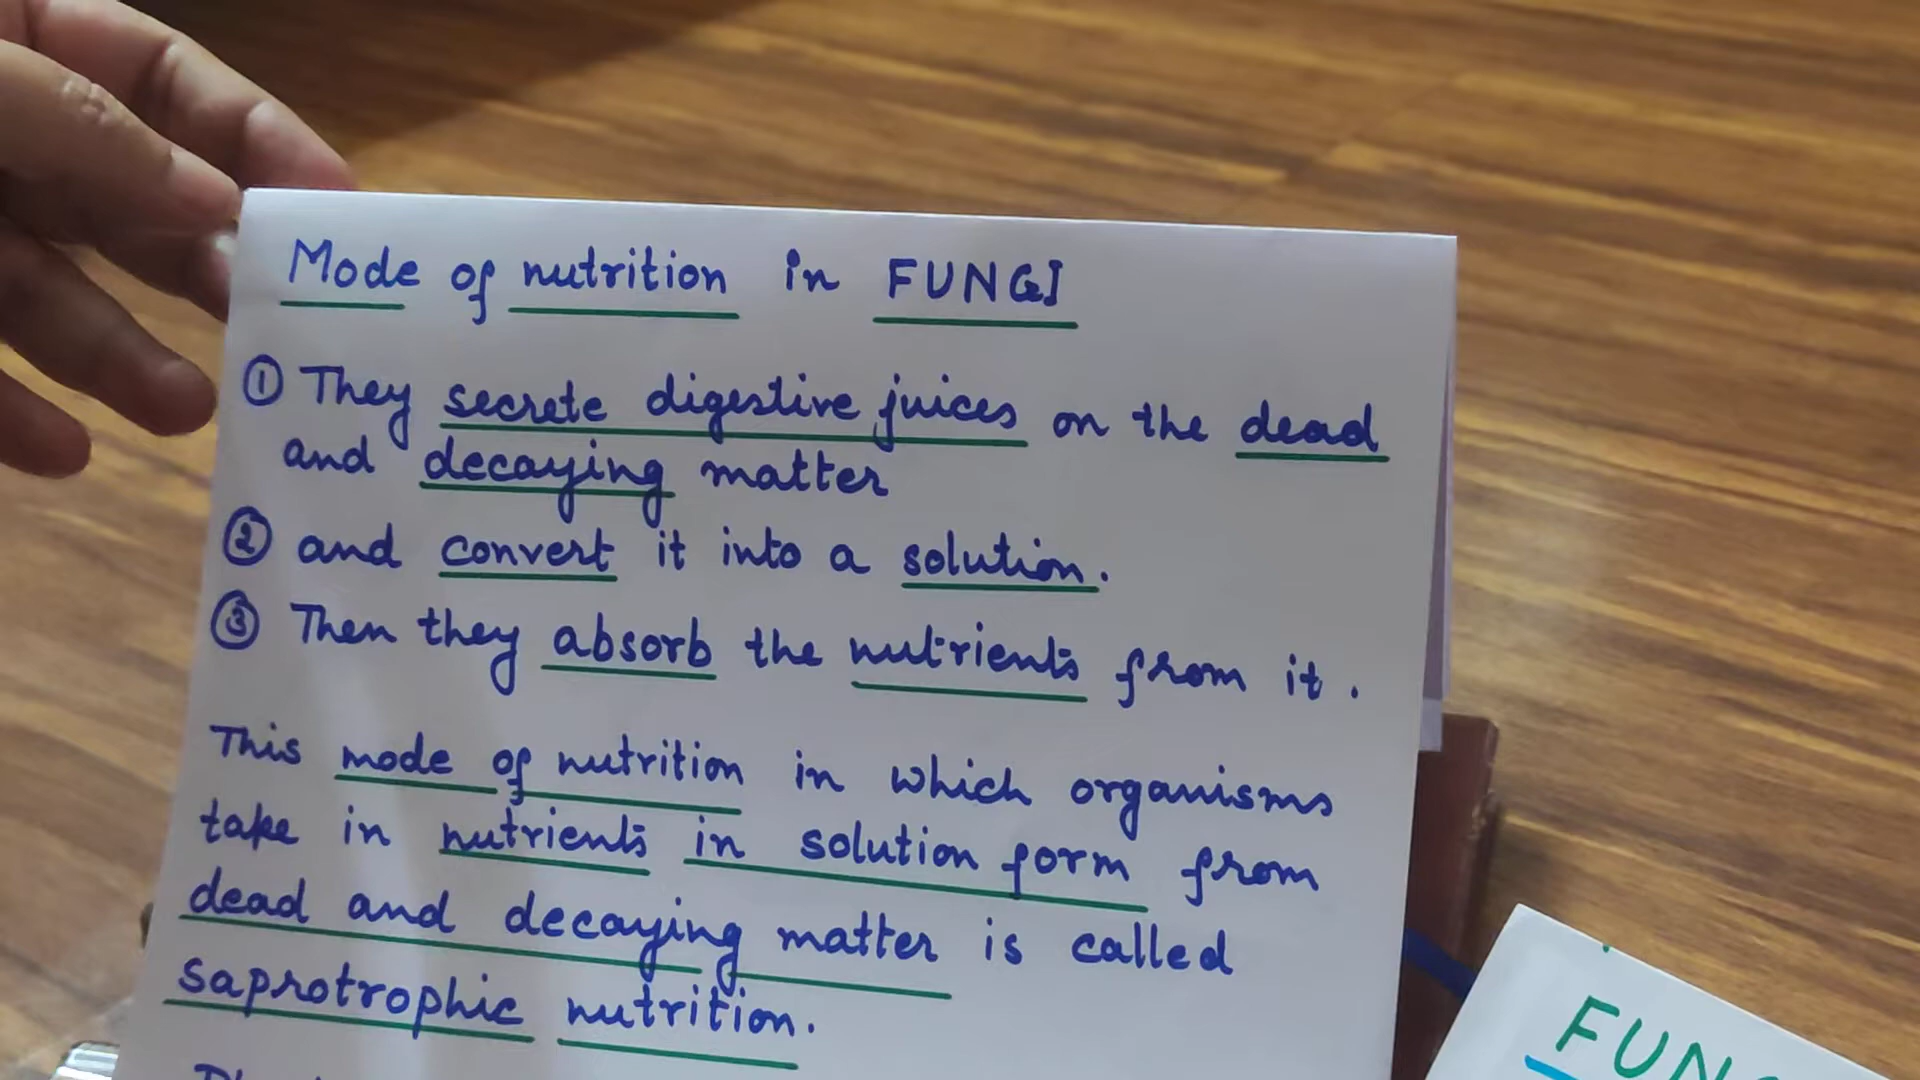 Mode of nutrition in FUNGI
① They secrete digestive juices on the dead
and decaying matter
② and convert it into a solution.
③ Then they absorb the nutrients from it.
This mode of nutrition in which organisms
take in nutrients in solution form from
dead and decaying matter is called
saprotrophic nutrition.
FUNG